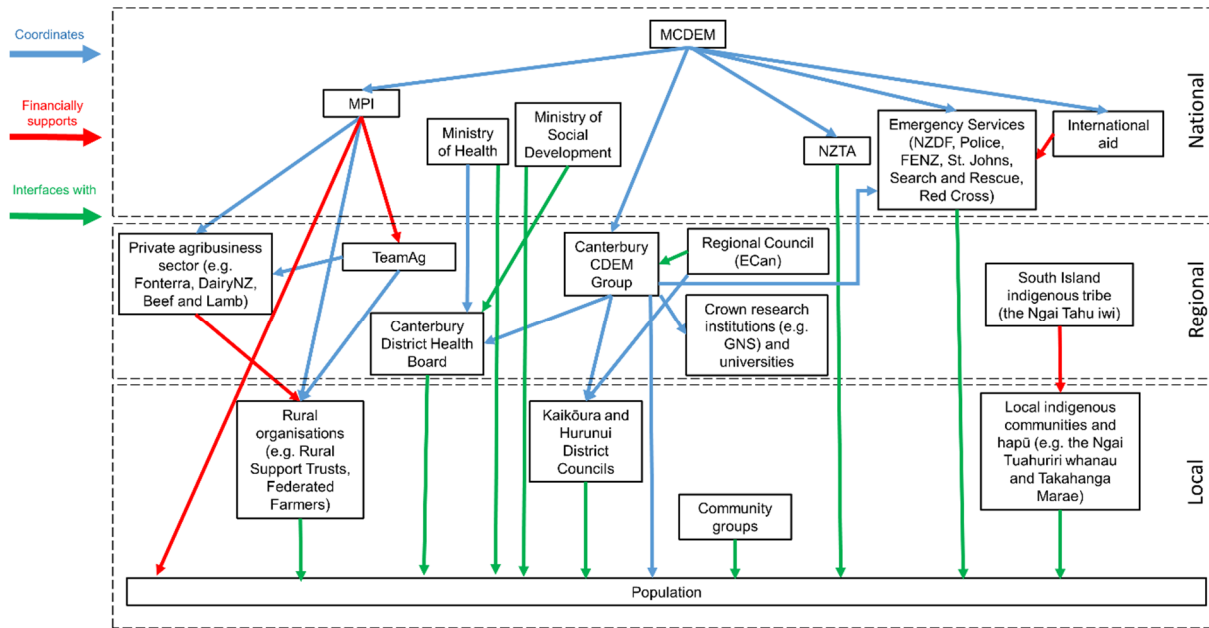 Coordinates
Financially
supports
Interfaces with
National
MCDEM
MPI
Ministry
of Health
Ministry of
Social
Development
NZTA
Emergency Services
(NZDF, Police,
FENZ, St. Johns,
Search and Rescue,
Red Cross)
International
aid
Regional
Private agribusiness
sector (e.g.
Fonterra, DairyNZ,
Beef and Lamb)
TeamAg
Canterbury
District Health
Board
Canterbury
CDEM
Group
Regional Council
(ECan)
Crown research
institutions (e.g.
GNS) and
universities
South Island
indigenous tribe
(the Ngai Tahu iwi)
Local
Rural
organisations
(e.g. Rural
Support Trusts,
Federated
Farmers)
Kaikōura and
Hurunui
District
Councils
Community
groups
Local indigenous
communities and
hapū (e.g. the Ngai
Tuahuriri whanau
and Takahanga
Marae)
Population